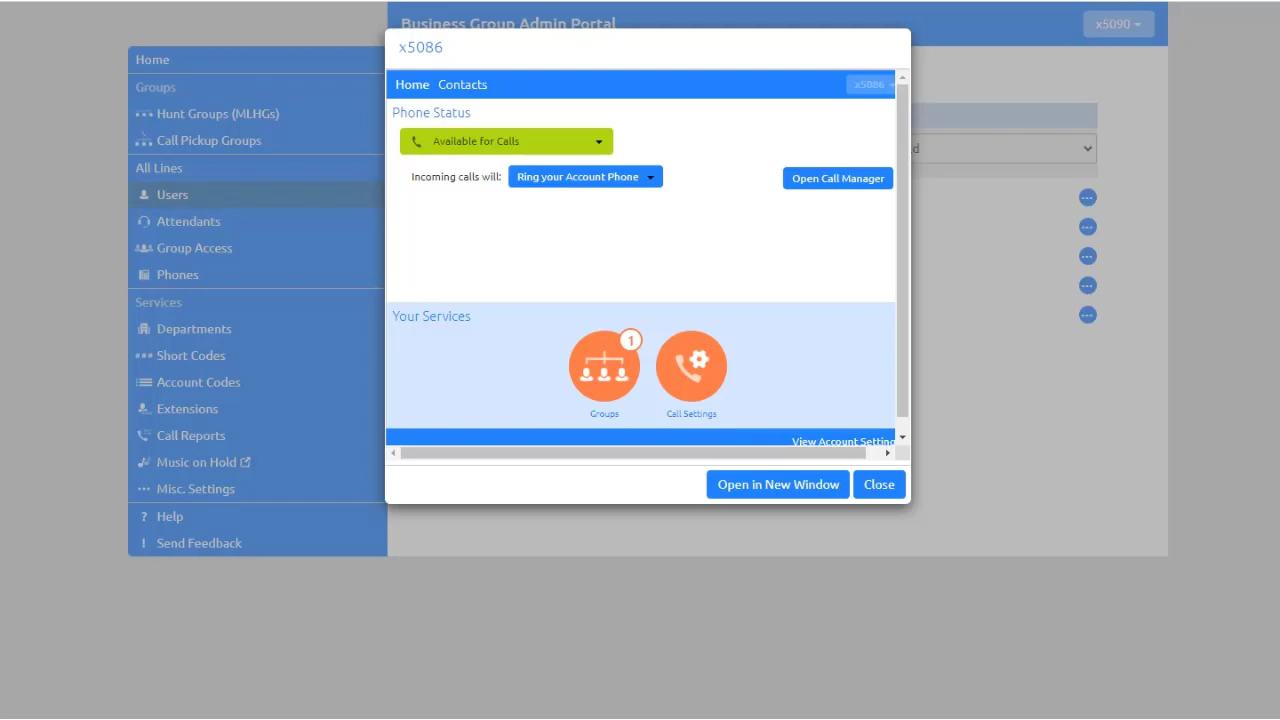 Business Group Admin Portal
x5090
Home
Groups
Hunt Groups (MLHGs)
Call Pickup Groups
All Lines
Users
Attendants
Group Access
Phones
Services
Departments
Short Codes
Account Codes
Extensions
Call Reports
Music on Hold
Misc. Settings
? Help
! Send Feedback
x5086
Home Contacts
x5086
Phone Status
Available for Calls
Incoming calls will: Ring your Account Phone
Open Call Manager
Your Services
1
Groups
Call Settings
View Account Setting
Open in New Window
Close
d